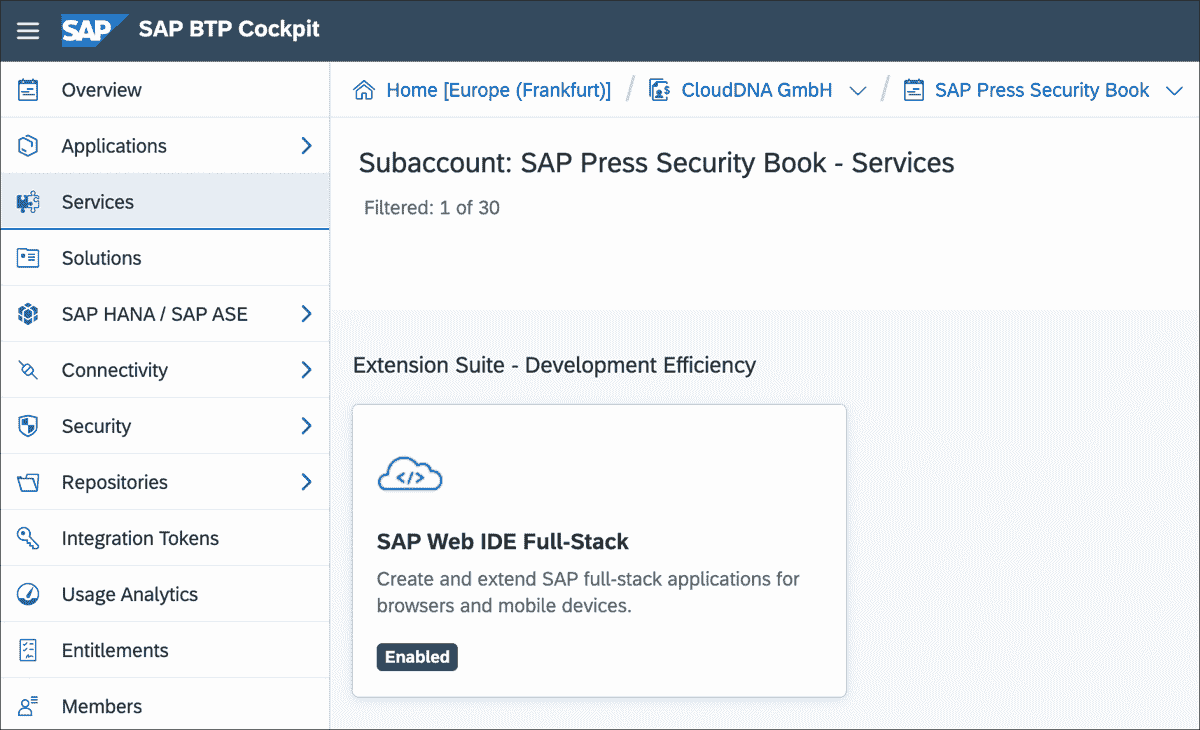 SAP SAP BTP Cockpit
Overview
Applications
Services
Solutions
SAP HANA / SAP ASE
Connectivity
Security
Repositories
Integration Tokens
Usage Analytics
Entitlements
Members
Home [Europe (Frankfurt)] / CloudDNA GmbH / SAP Press Security Book
Subaccount: SAP Press Security Book - Services
Filtered: 1 of 30
Extension Suite - Development Efficiency
</>
SAP Web IDE Full-Stack
Create and extend SAP full-stack applications for
browsers and mobile devices.
Enabled